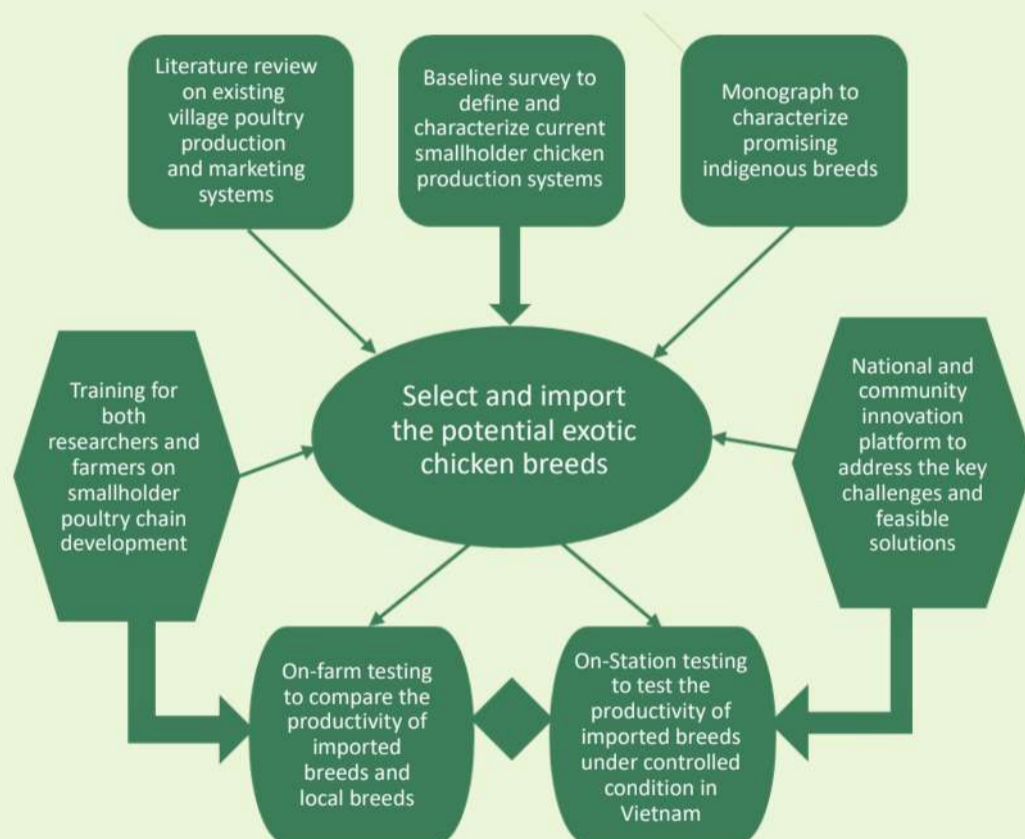 Literature review
on existing
village poultry
production
and marketing
systems
Baseline survey to
define and
characterize current
smallholder chicken
production systems
Monograph to
characterize
promising
indigenous breeds
Training for
both
researchers and
farmers on
smallholder
poultry chain
development
Select and import
the potential exotic
chicken breeds
National and
community
innovation
platform to
address the key
challenges and
feasible
solutions
On-farm testing
to compare the
productivity of
imported
breeds and
local breeds
On-Station testing
to test the
productivity of
imported breeds
under controlled
condition in
Vietnam